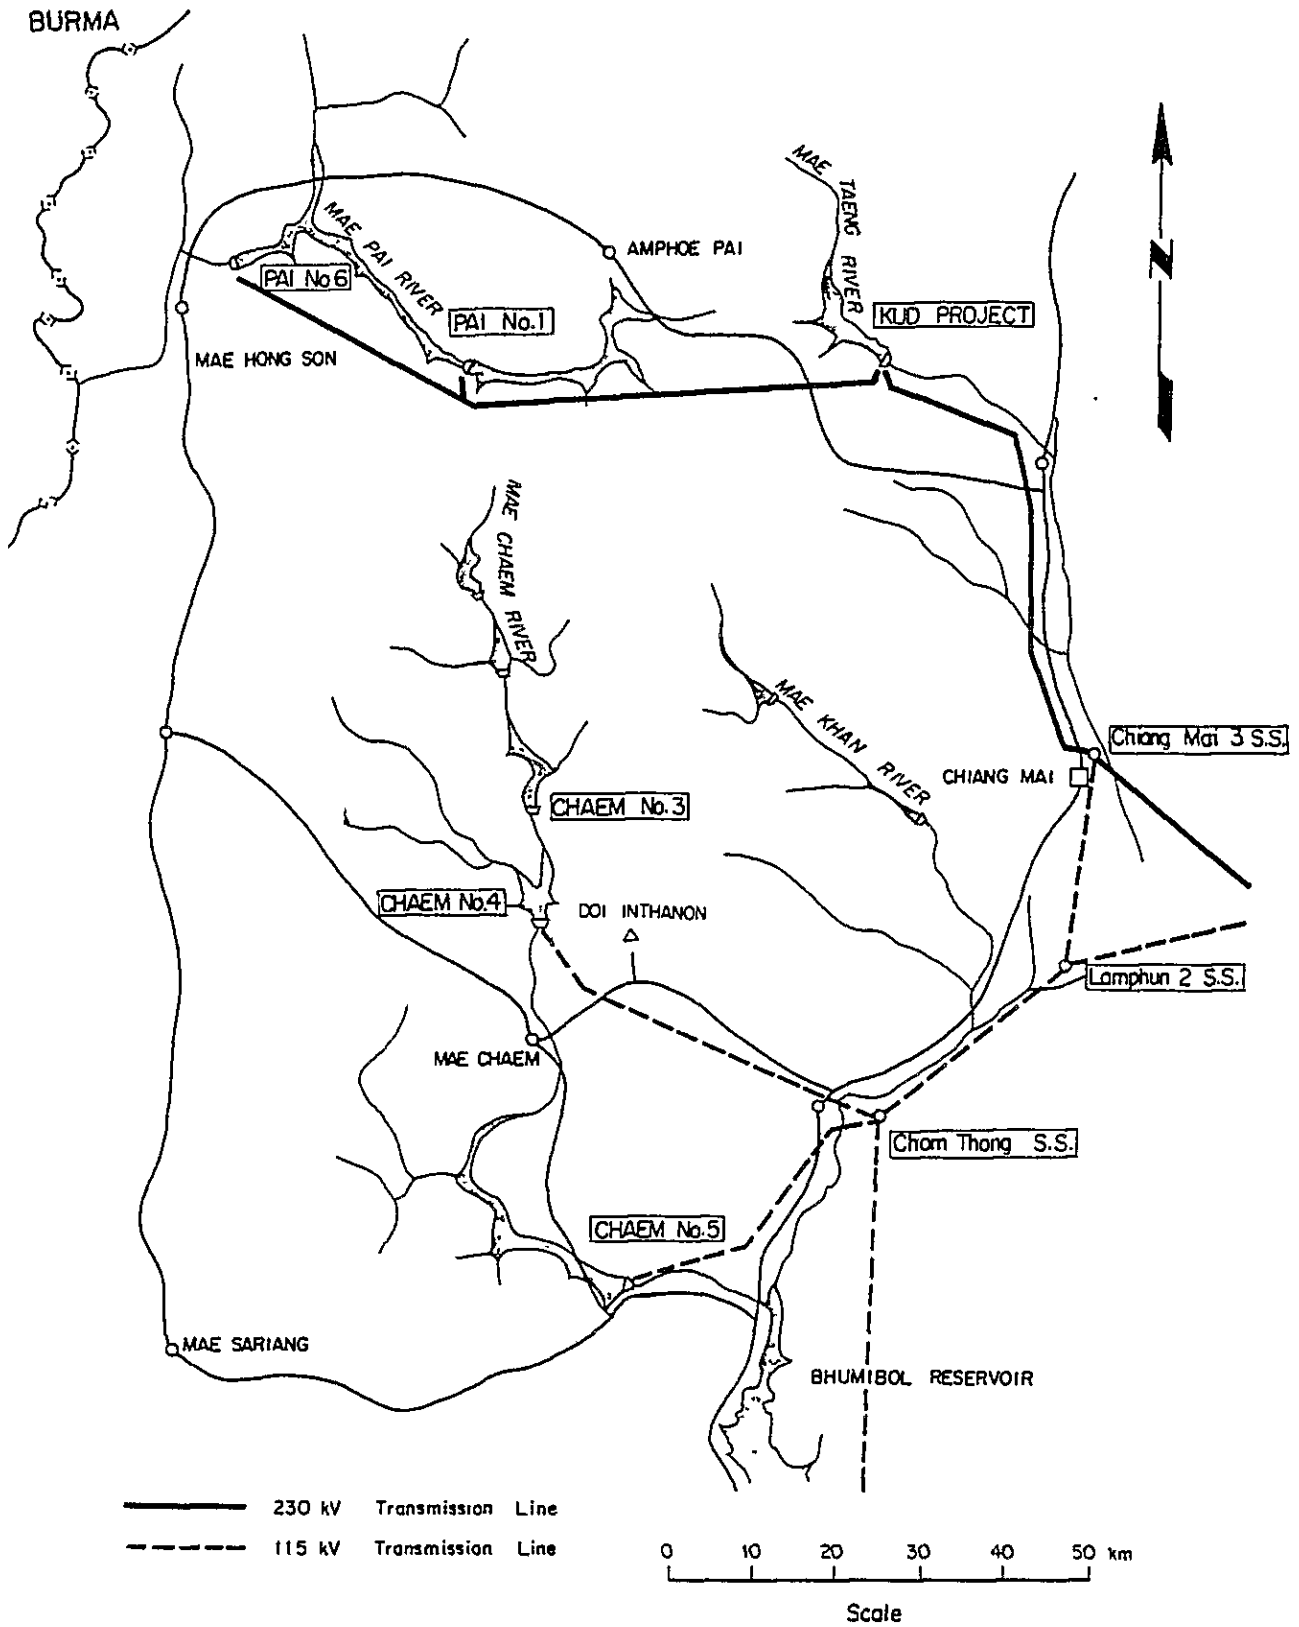 BURMA
MAE TAENG RIVER
MAE PAI RIVER
AMPHOE PAI
PAI No 6
PAI No.1
KUD PROJECT
N
MAE HONG SON
MAE CHAEM RIVER
MAE KHAN RIVER
Chiang Mai 3 S.S.
CHIANG MAI
CHAEM No.3
CHAEM No.4
DOI INTHANON
Lamphun 2 S.S.
MAE CHAEM
Chom Thong S.S.
CHAEM No.5
MAE SARIANG
BHUMIBOL RESERVOIR
230 kV Transmission Line
115 kV Transmission Line
0 10 20 30 40 50 km
Scale